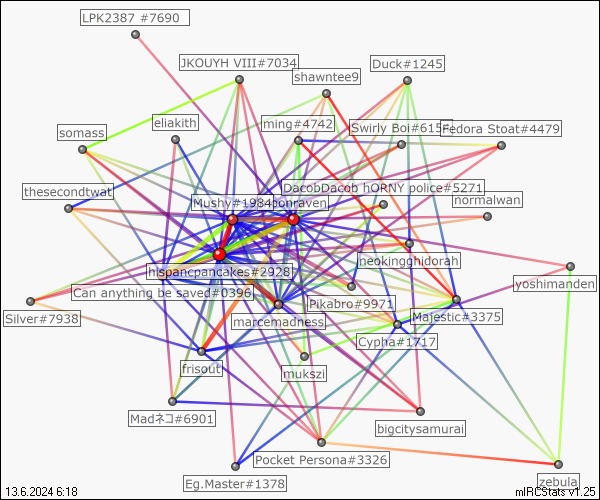 LPK2387 #7690
JKOUYH VIII#7034
Duck#1245
shawntee9
eliakith
ming#4742
Swirly Boi#615
Fedora Stoat#4479
somass
thesecondtwat
DacobDacob hORNY police#5271
Mushy#1984
onraven
normalwan
neokingghidorah
hispancpancakes#2928
yoshimanden
Can anything be saved#0396
Silver#7938
Pikabro#9971
marcemadness
Majestic#3375
Cypha#1717
frisout
mukszi
Madネコ#6901
bigcitysamurai
Pocket Persona#3326
Eg.Master#1378
zebula
13.6.2024 6:18
mIRCStats v1.25